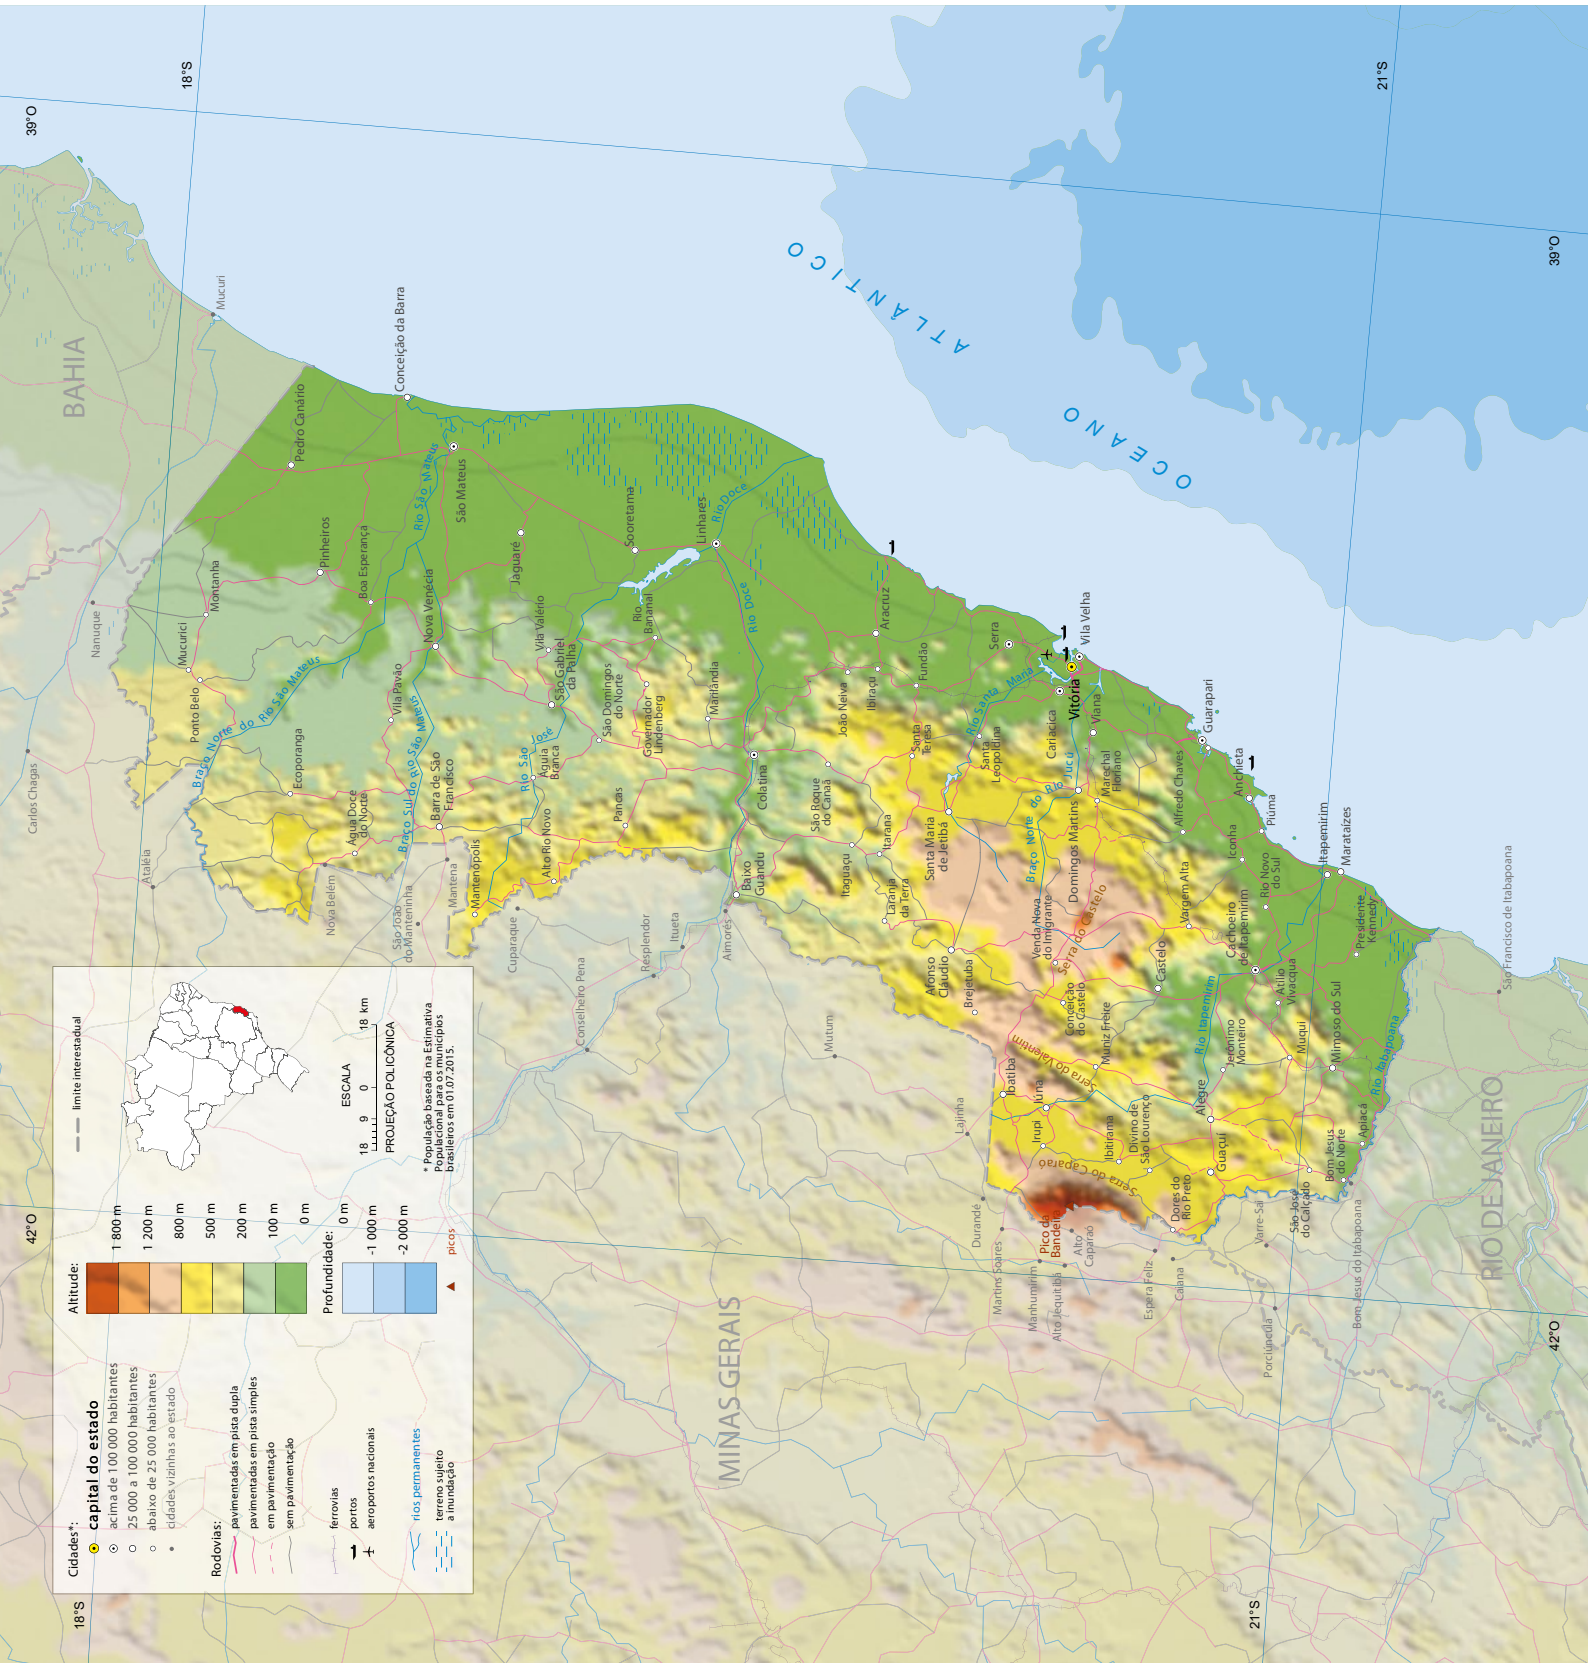 Cidades*:
capital do estado
acima de 100 000 habitantes
25 000 a 100 000 habitantes
abaixo de 25 000 habitantes
cidades vizinhas ao estado
Rodovias:
pavimentadas em pista dupla
pavimentadas em pista simples
em pavimentação
sem pavimentação
ferrovias
portos
aeroportos nacionais
rios permanentes
terreno sujeito
a inundação
Altitude:
1 800 m
1 200 m
800 m
500 m
200 m
100 m
0 m
Profundidade:
0 m
-1 000 m
-2 000 m
picos
limite interestadual
ESCALA
18 9 0 18 km
PROJEÇÃO POLICÔNICA
* População baseada na Estimativa
Populacional para os municípios
brasileiros em 01.07.2015.
18°S
42°O
39°O
18°S
21°S
42°O
39°O
21°S
BAHIA
MINAS GERAIS
RIO DE JANEIRO
OCEANO
ATLÂNTICO
Carlos Chagas
Nanuque
Mucuri
Ataléia
Nova Belém
São João
do Manteninha
Mantena
Cuparaque
Conselheiro Pena
Resplendor
Itueta
Aimorés
Mutum
Lajinha
Durandé
Martins Soares
Manhumirim
Alto Jequitibá
Alto
Caparaó
Espera Feliz
Caiana
Porciúncula
Varre-Sai
Bom Jesus do Itabapoana
São Francisco de Itabapoana
Mucurici
Montanha
Ponto Belo
Pedro Canário
Pinheiros
Conceição da Barra
Boa Esperança
Ecoporanga
Água Doce
do Norte
Vila Pavão
Nova Venécia
São Mateus
Barra de São
Francisco
Mantenópolis
Jaguaré
Vila Valério
São Gabriel
da Palha
Águia
Branca
Alto Rio Novo
São Domingos
do Norte
Pancas
Sooretama
Rio
Bananal
Governador
Lindenberg
Linhares
Marilândia
Colatina
Baixo
Guandu
São Roque
do Canaã
João Neiva
Ibiraçu
Aracruz
Itaguaçu
Itarana
Laranja
da Terra
Santa
Teresa
Fundão
Santa Maria
de Jetibá
Afonso
Cláudio
Brejetuba
Santa
Leopoldina
Serra
Cariacica
Vitória
Vila Velha
Viana
Domingos Martins
Marechal
Floriano
Venda Nova
do Imigrante
Conceição
do Castelo
Ibatiba
Iúna
Irupi
Muniz Freire
Ibitirama
Divino de
São Lourenço
Castelo
Vargem Alta
Alfredo Chaves
Guarapari
Anchieta
Piúma
Iconha
Rio Novo
do Sul
Itapemirim
Marataízes
Cachoeiro
de Itapemirim
Atílio
Vivacqua
Jerônimo
Monteiro
Alegre
Guaçuí
Dores do
Rio Preto
Muqui
Mimoso do Sul
Presidente
Kennedy
São José
do Calçado
Bom Jesus
do Norte
Apiacá
Braço Norte do Rio São Mateus
Braço Sul do Rio São Mateus
Rio São Mateus
Rio São José
Rio Doce
Rio Doce
Rio Santa Maria
Braço Norte do Rio Jucu
Rio Itapemirim
Rio Itabapoana
Serra do Castelo
Serra do Valentim
Serra do Caparaó
Pico da
Bandeira